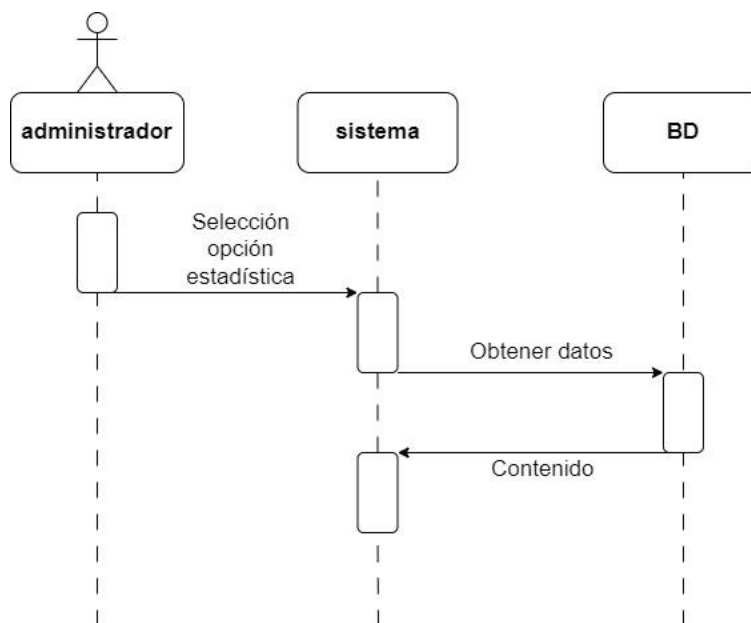 administrador
sistema
BD
Selección
opción
estadística
Obtener datos
Contenido